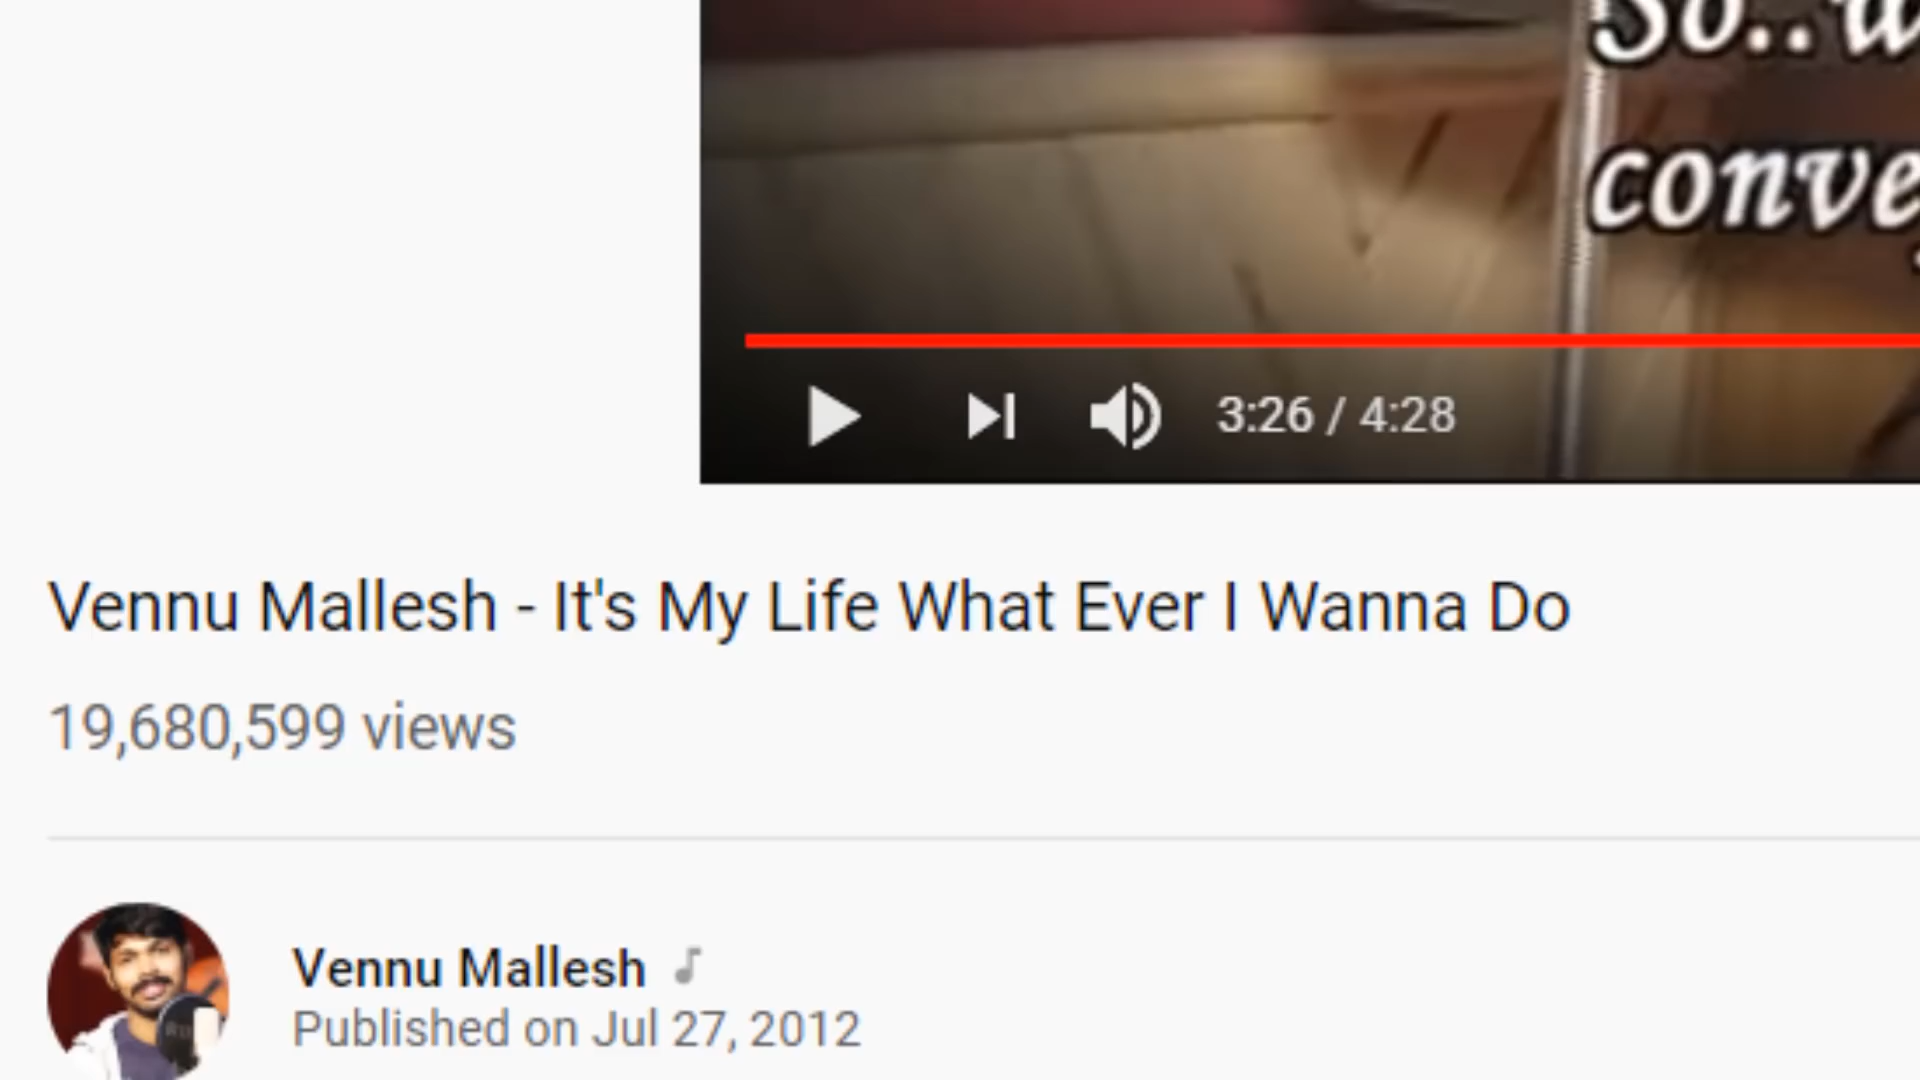 So..
3:26 / 4:28
Vennu Mallesh - It's My Life What Ever I Wanna Do
19,680,599 views
Vennu Mallesh
Published on Jul 27, 2012